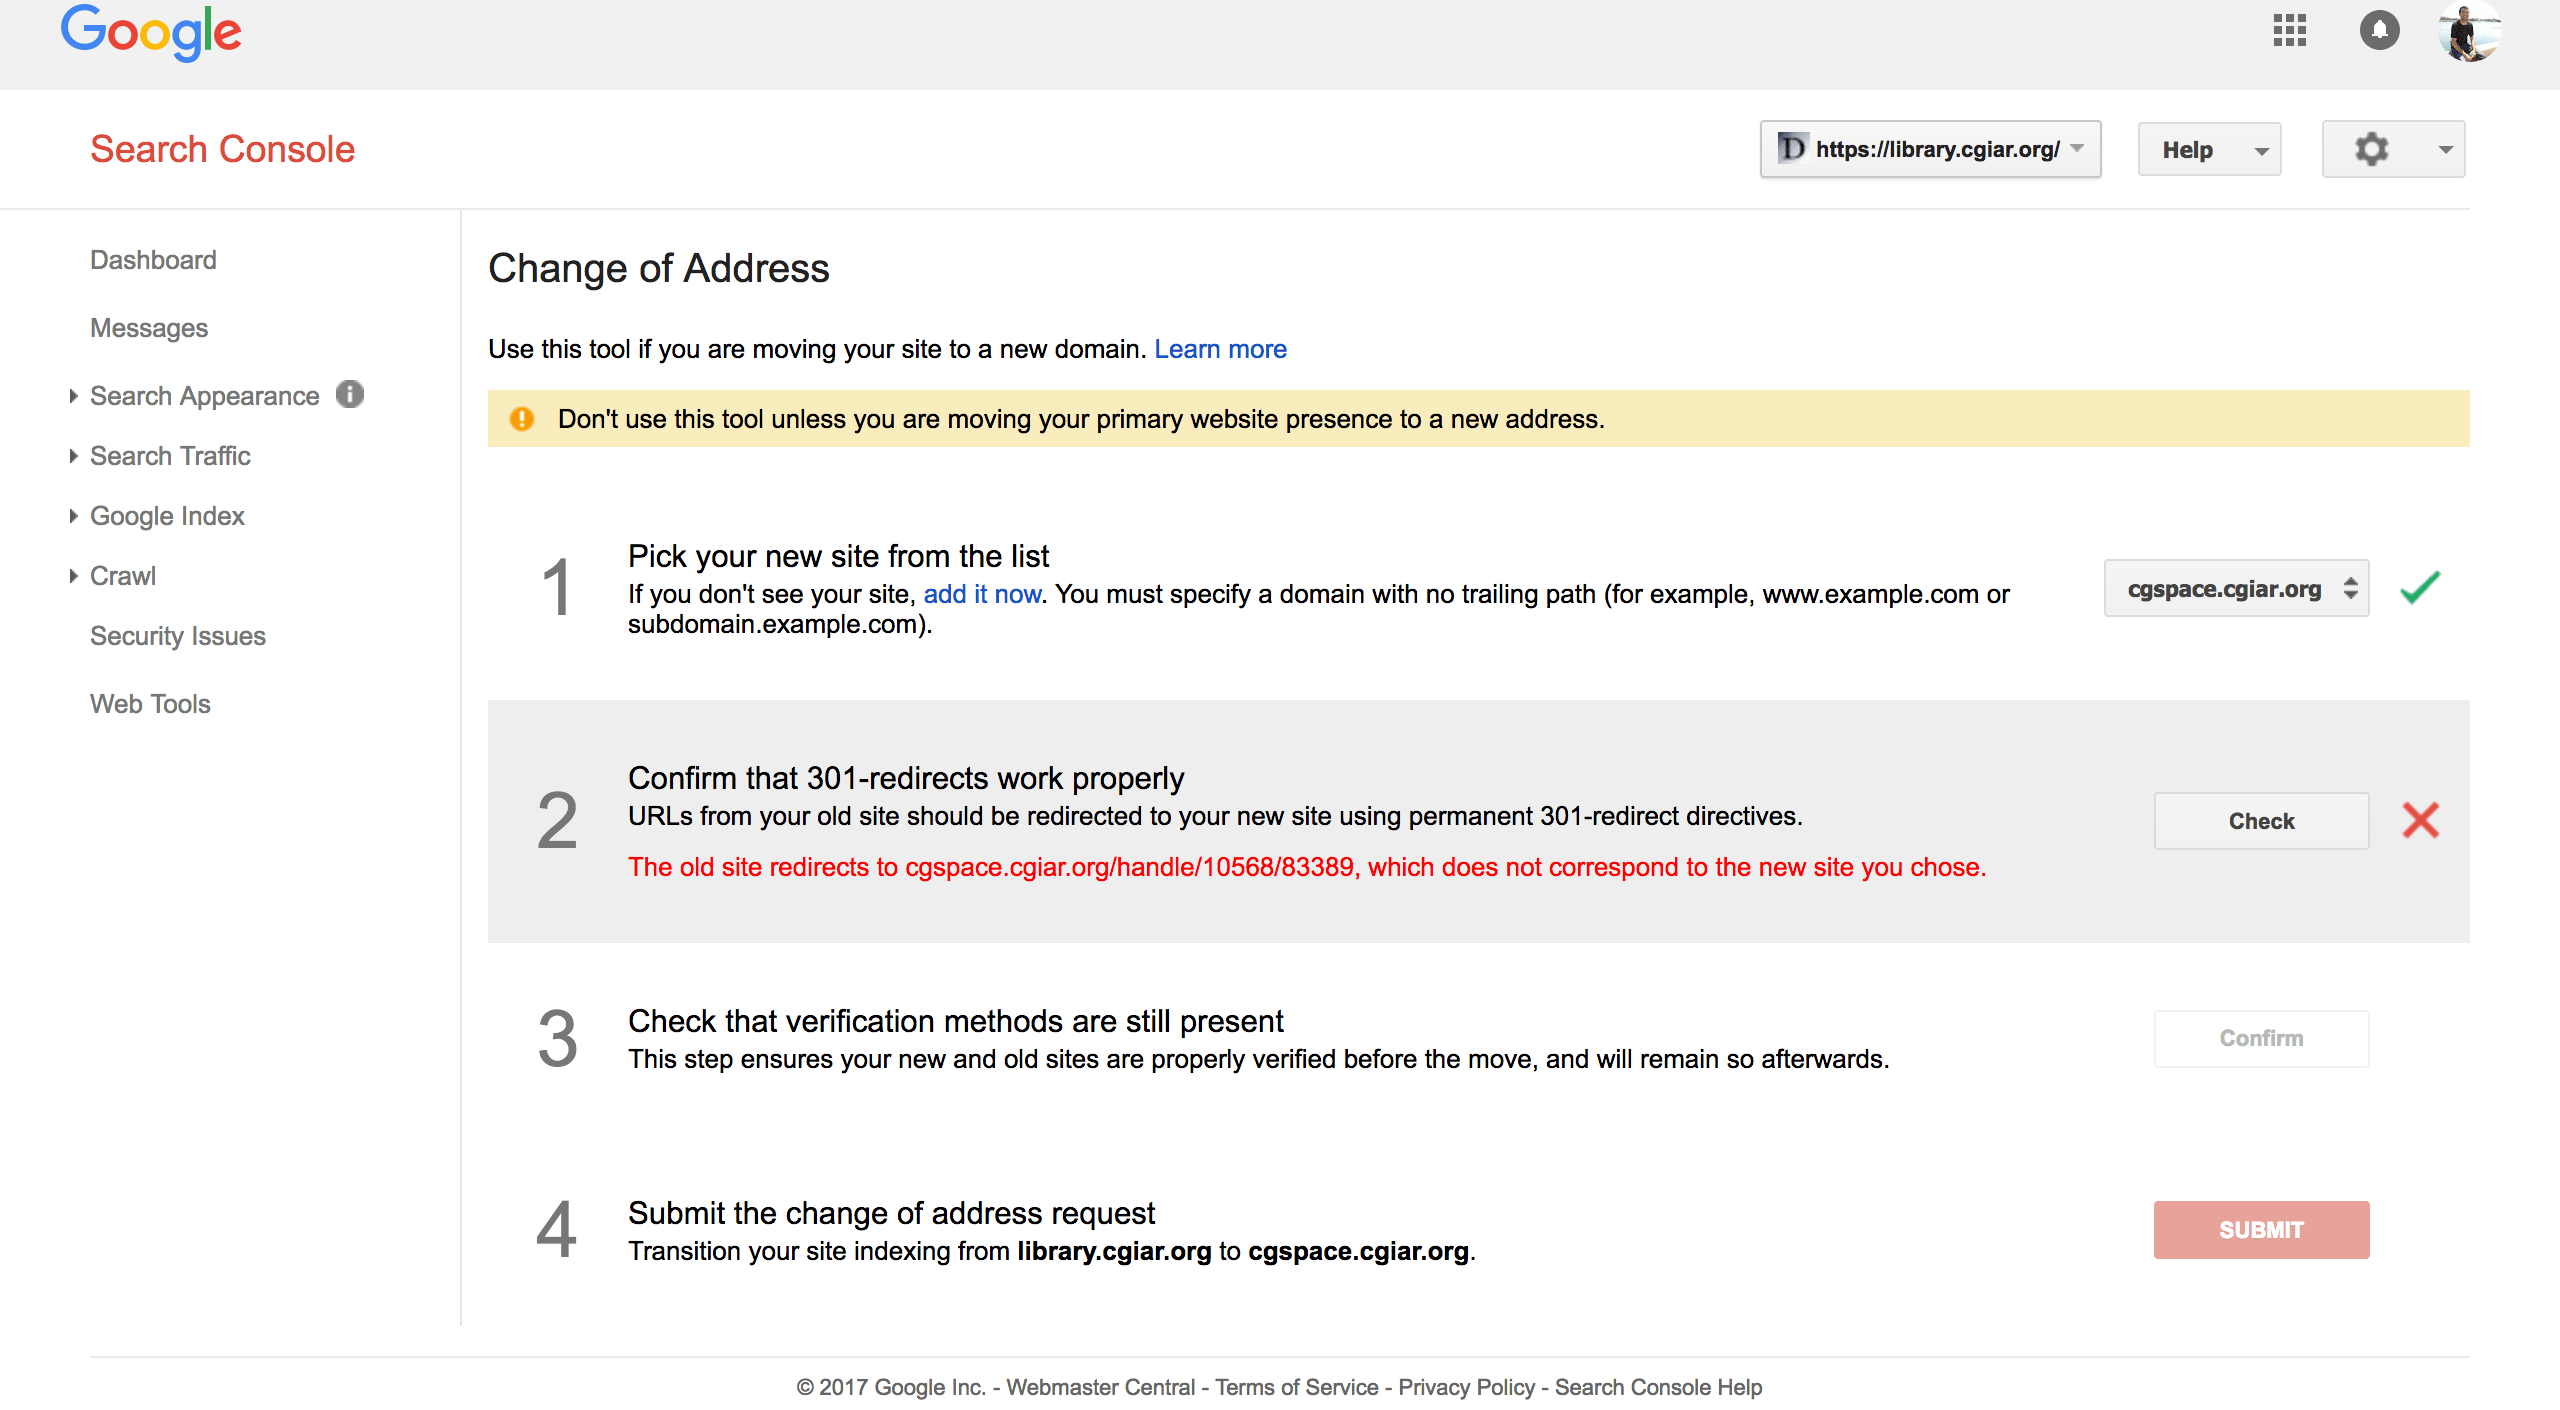 Google
Search Console
D https://library.cgiar.org/
Help
Dashboard
Messages
Search Appearance
Search Traffic
Google Index
Crawl
Security Issues
Web Tools
Change of Address
Use this tool if you are moving your site to a new domain. Learn more
Don't use this tool unless you are moving your primary website presence to a new address.
1
Pick your new site from the list
If you don't see your site, add it now. You must specify a domain with no trailing path (for example, www.example.com or
subdomain.example.com).
cgspace.cgiar.org
2
Confirm that 301-redirects work properly
URLs from your old site should be redirected to your new site using permanent 301-redirect directives.
The old site redirects to cgspace.cgiar.org/handle/10568/83389, which does not correspond to the new site you chose.
Check
3
Check that verification methods are still present
This step ensures your new and old sites are properly verified before the move, and will remain so afterwards.
Confirm
4
Submit the change of address request
Transition your site indexing from library.cgiar.org to cgspace.cgiar.org.
SUBMIT
© 2017 Google Inc. - Webmaster Central - Terms of Service - Privacy Policy - Search Console Help